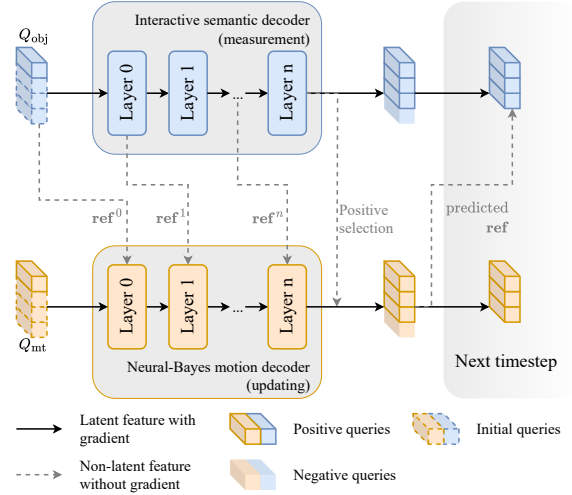 Q_obj
Interactive semantic decoder
(measurement)
Layer 0
Layer 1
...
Layer n
ref^0
ref^1
ref^n
Positive
selection
predicted
ref
Q_mt
Layer 0
Layer 1
...
Layer n
Neural-Bayes motion decoder
(updating)
Next timestep
Latent feature with
gradient
Positive queries
Initial queries
Non-latent feature
without gradient
Negative queries